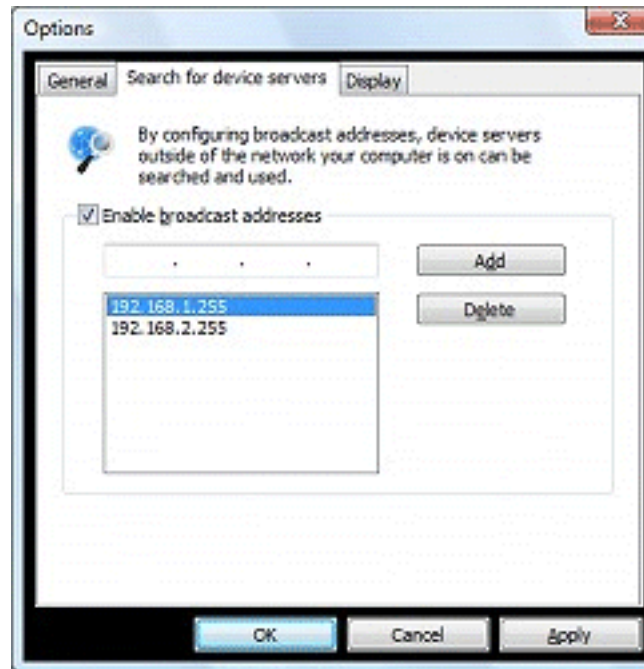 Options
General Search for device servers Display
By configuring broadcast addresses, device servers
outside of the network your computer is on can be
searched and used.
Enable broadcast addresses
. . . Add
192.168.1.255
Delete
192.168.2.255
OK Cancel Apply